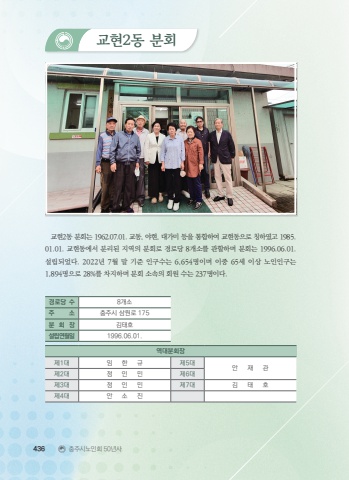 교현2동 분회
교현2동 분회는 1962.07.01. 교동, 야현, 대가미 등을 통합하여 교현동으로 칭하였고 1985.
01.01. 교현동에서 분리된 지역의 분회로 경로당 8개소를 관할하며 분회는 1996.06.01.
설립되었다. 2022년 7월 말 기준 인구수는 6,654명이며 이중 65세 이상 노인인구는
1,894명으로 28%를 차지하며 분회 소속의 회원 수는 237명이다.
경로당 수 8개소
주 소 충주시 삼원로 175
분 회 장 김태호
설립연월일 1996.06.01.
역대분회장
제1대 임 한 규 제5대 안 재 관
제2대 정 인 민 제6대
제3대 정 인 민 제7대 김 태 호
제4대 안 소 진
436 충주시노인회 50년사